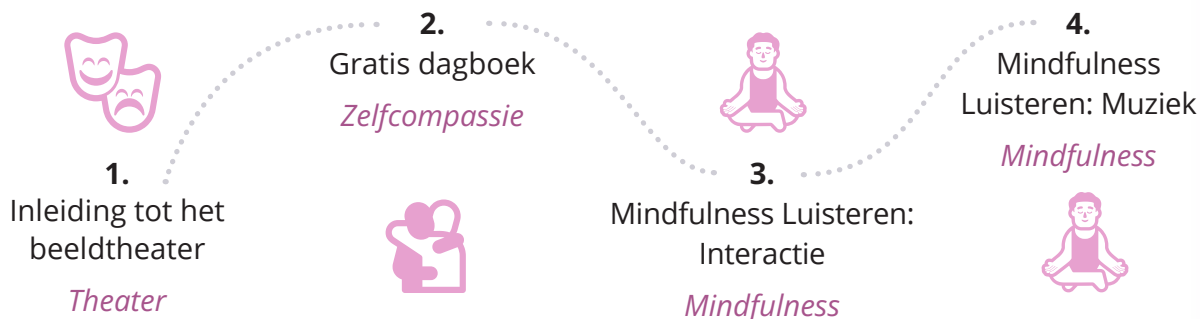 1.
Inleiding tot het
beeldtheater
Theater
2.
Gratis dagboek
Zelfcompassie
3.
Mindfulness Luisteren:
Interactie
Mindfulness
4.
Mindfulness
Luisteren: Muziek
Mindfulness